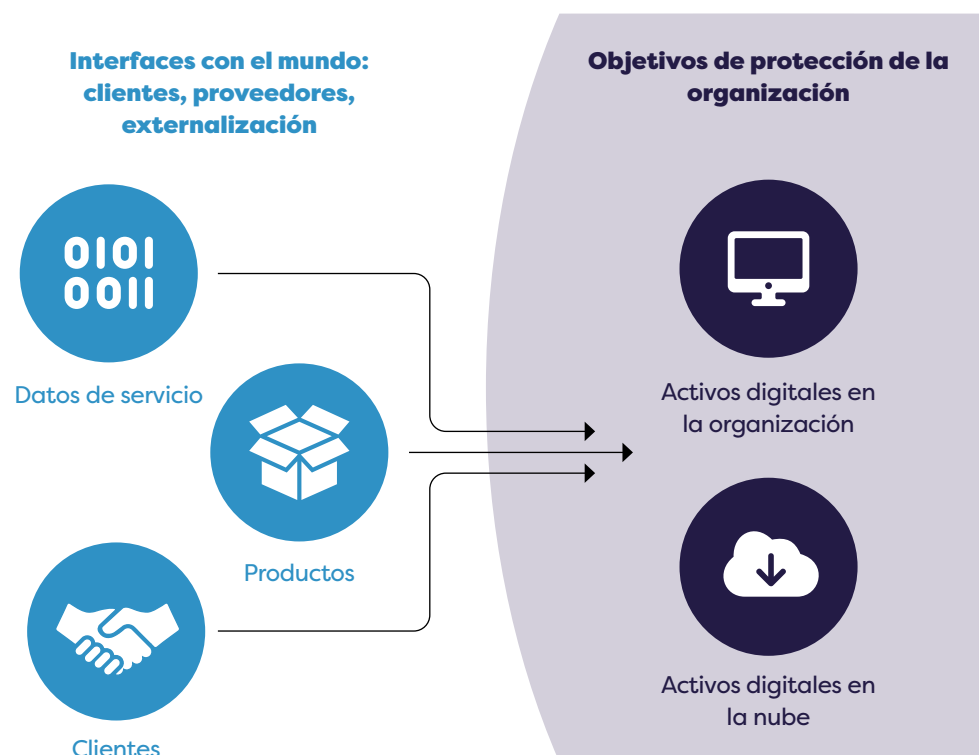 Interfaces con el mundo:
clientes, proveedores,
externalización
Objetivos de protección de la
organización
0101
0011
Datos de servicio
Productos
Clientes
Activos digitales en
la organización
Activos digitales en
la nube